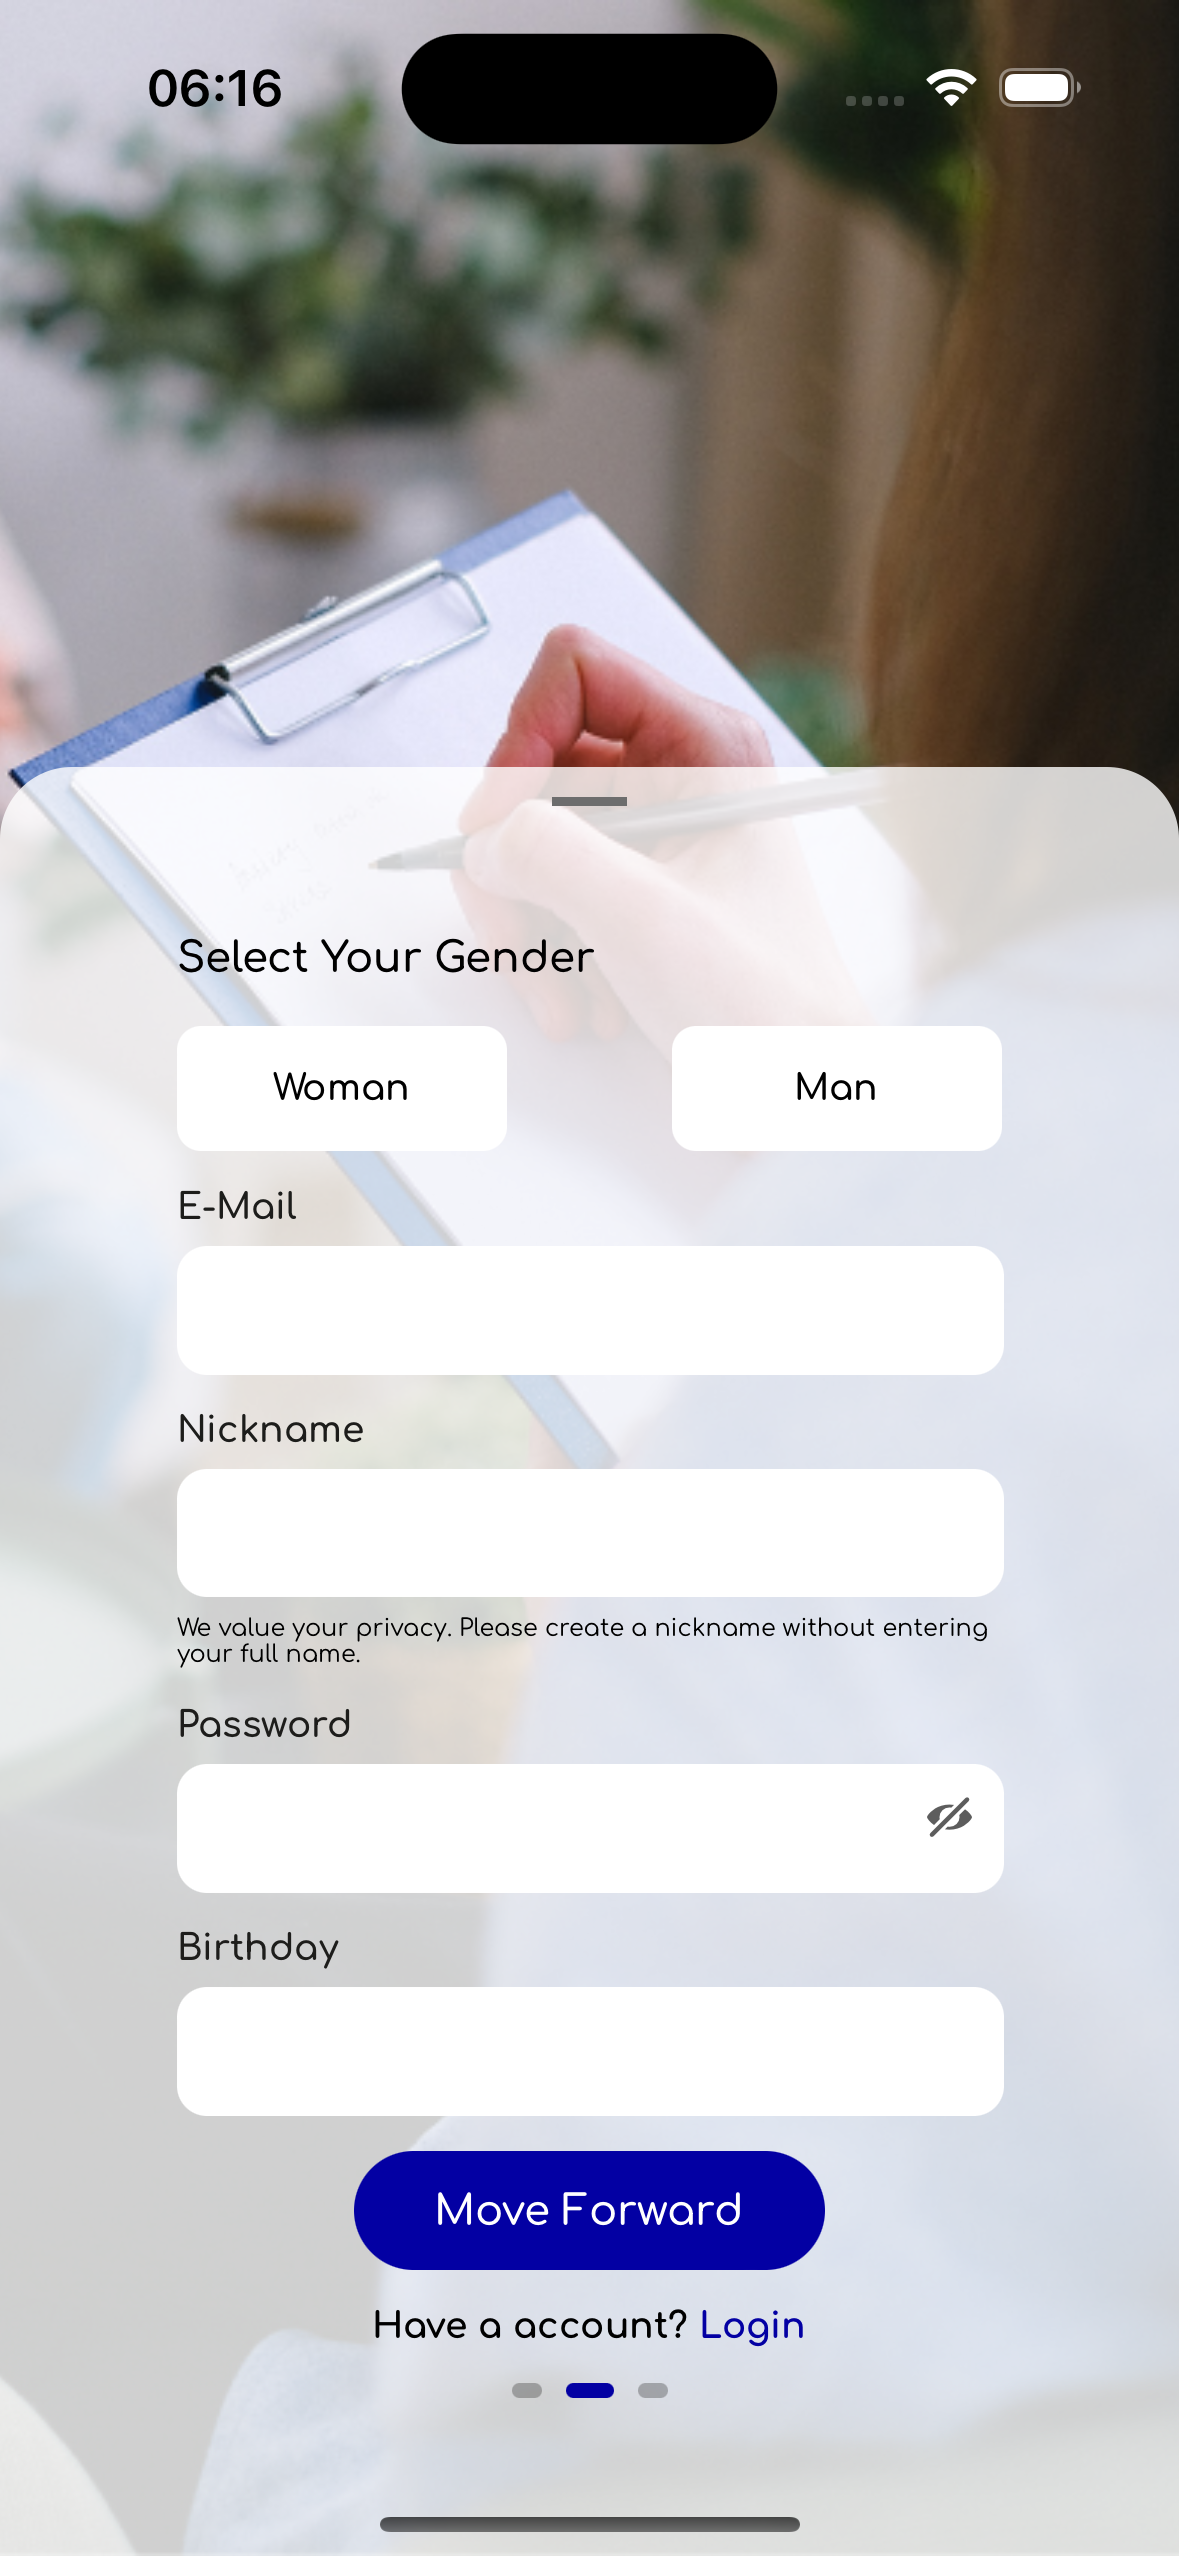 06:16
Select Your Gender
Woman
Man
E-Mail
Nickname
We value your privacy. Please create a nickname without entering
your full name.
Password
Birthday
Move Forward
Have a account? Login